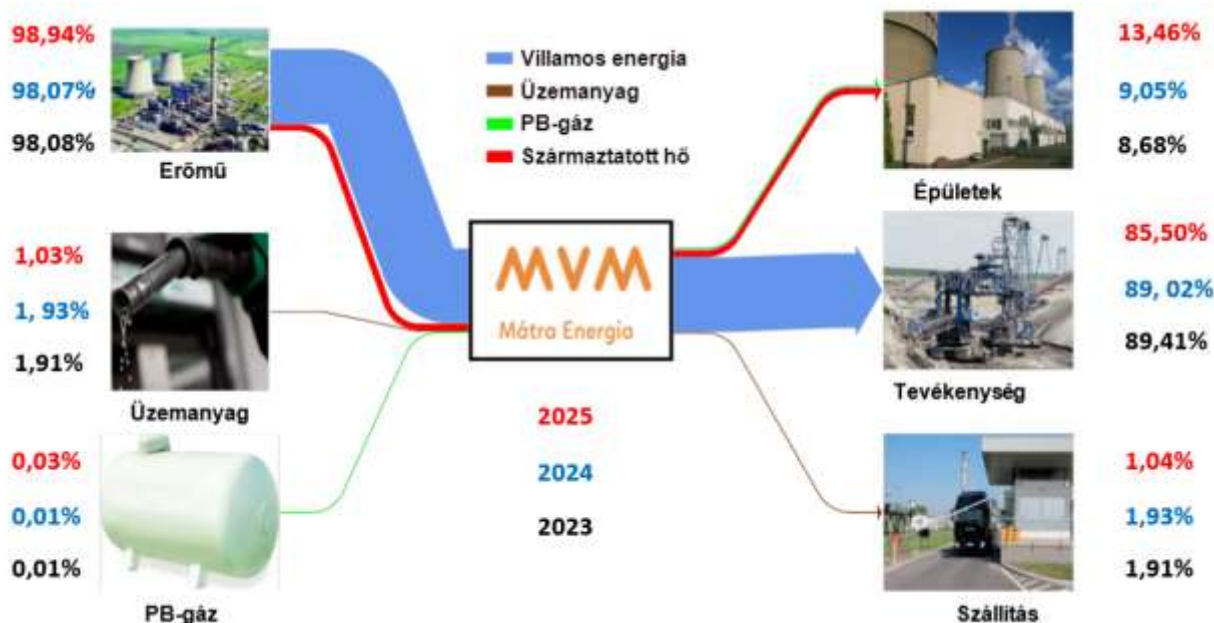 98,94%
98,07%
98,08%
Erőmű
1,03%
1, 93%
1,91%
Üzemanyag
0,03%
0,01%
0,01%
PB-gáz
Villamos energia
Üzemanyag
PB-gáz
Származtatott hő
MVM
Mátra Energia
2025
2024
2023
13,46%
9,05%
8,68%
Épületek
85,50%
89, 02%
89,41%
Tevékenység
1,04%
1,93%
1,91%
Szállítás